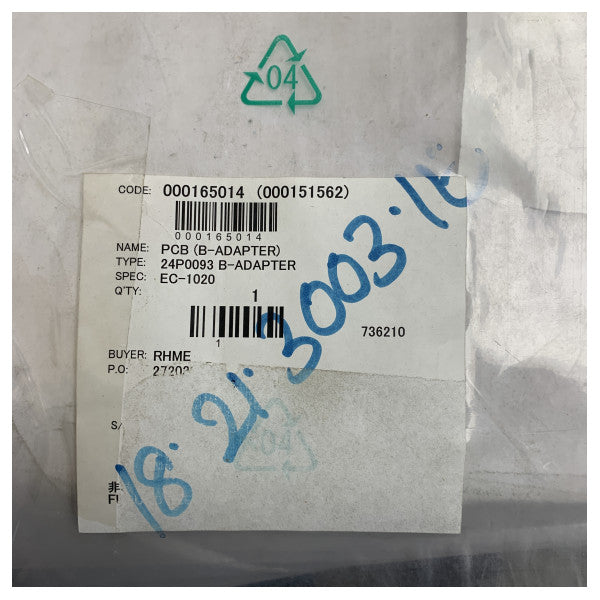 04
CODE: 000165014 (000151562)
000165014
NAME: PCB (B-ADAPTER)
TYPE: 24P0093 B-ADAPTER
SPEC: EC-1020
Q'TY: 1
1
736210
BUYER: RHME
P.O:
04
18.21.3003.18